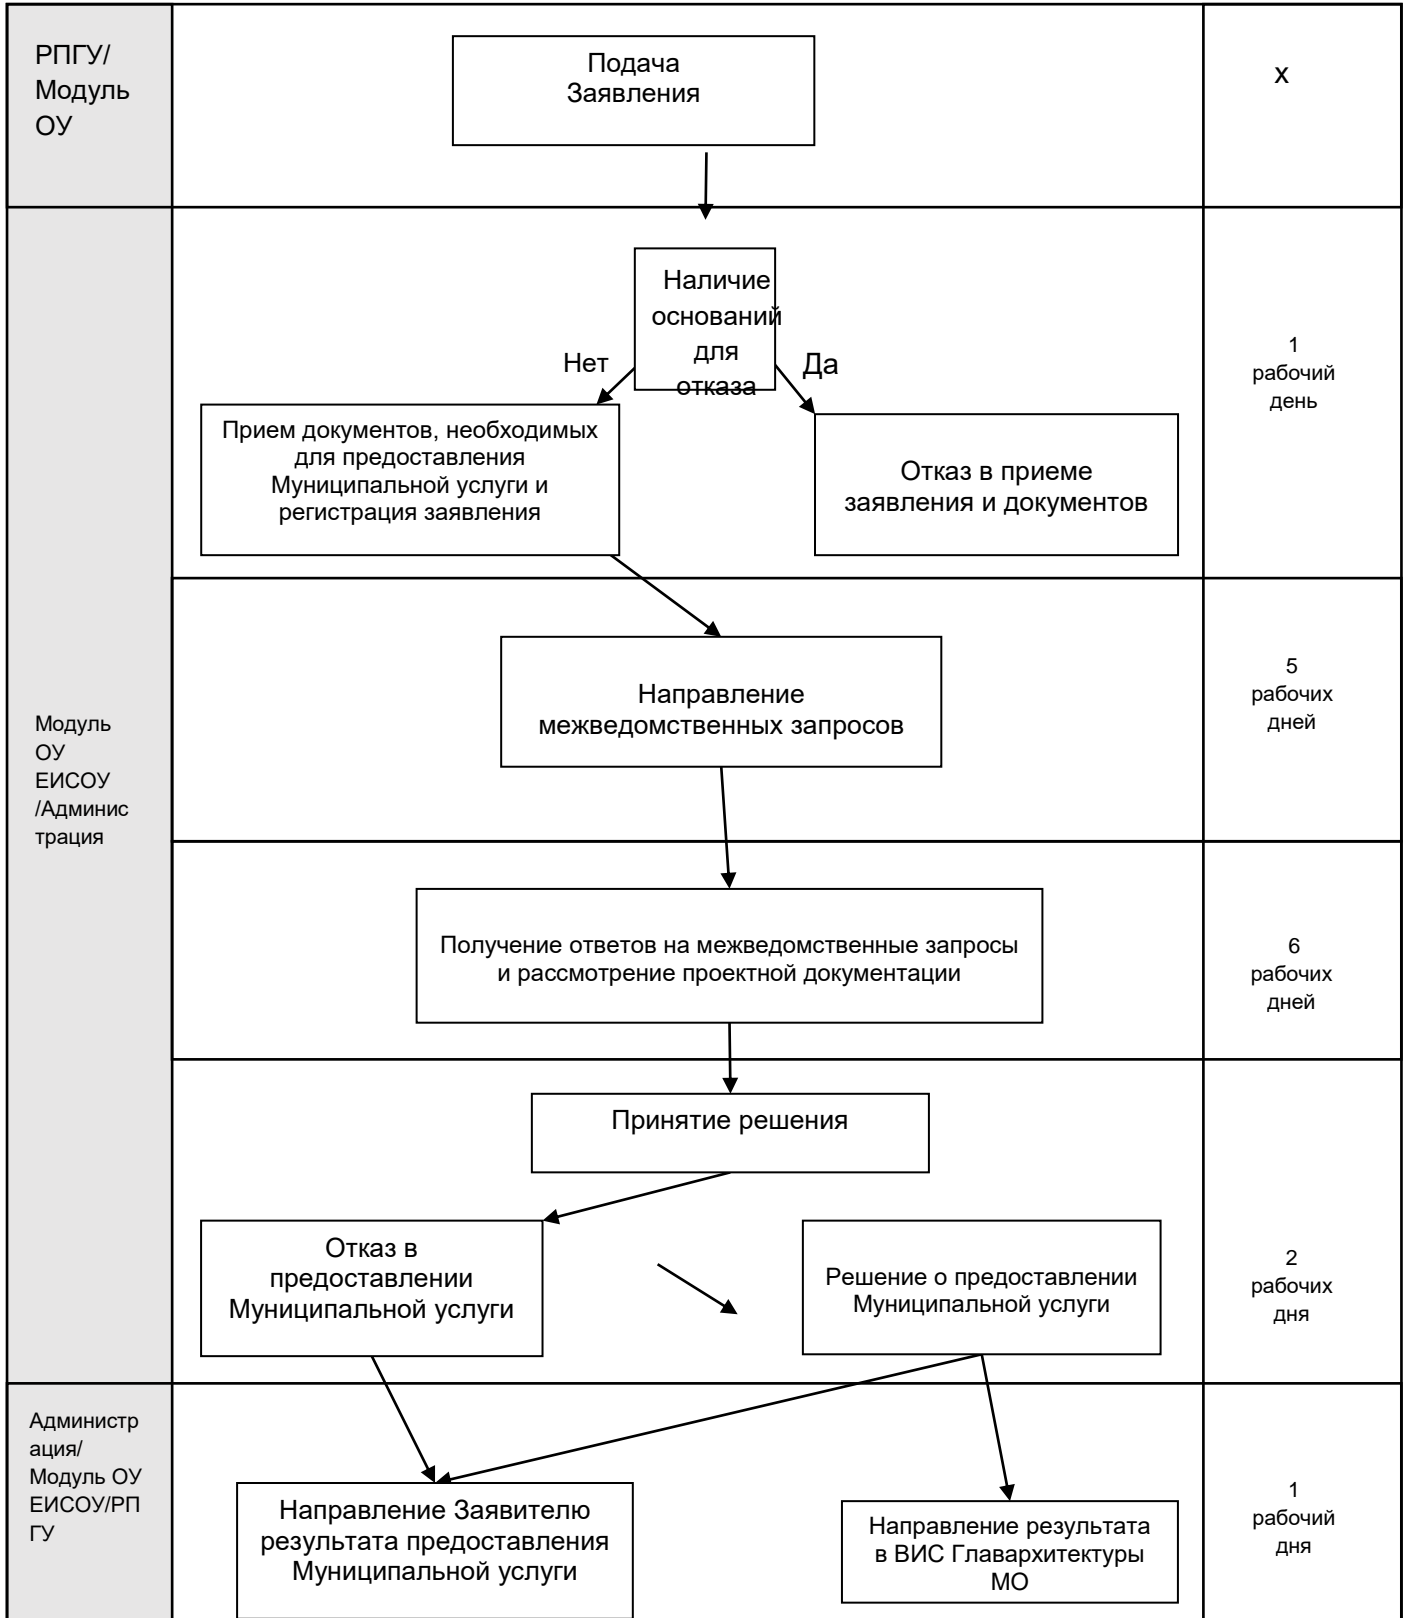 РПГУ/
Модуль
ОУ
Подача
Заявления
х
Наличие
оснований
для
отказа
Нет
Да
1
рабочий
день
Прием документов, необходимых
для предоставления
Муниципальной услуги и
регистрация заявления
Отказ в приеме
заявления и документов
Модуль
ОУ
ЕИСОУ
/Админис
трация
Направление
межведомственных запросов
5
рабочих
дней
Получение ответов на межведомственные запросы
и рассмотрение проектной документации
6
рабочих
дней
Принятие решения
Отказ в
предоставлении
Муниципальной услуги
Решение о предоставлении
Муниципальной услуги
2
рабочих
дня
Администр
ация/
Модуль ОУ
ЕИСОУ/РП
ГУ
Направление Заявителю
результата предоставления
Муниципальной услуги
Направление результата
в ВИС Главархитектуры
МО
1
рабочий
дня